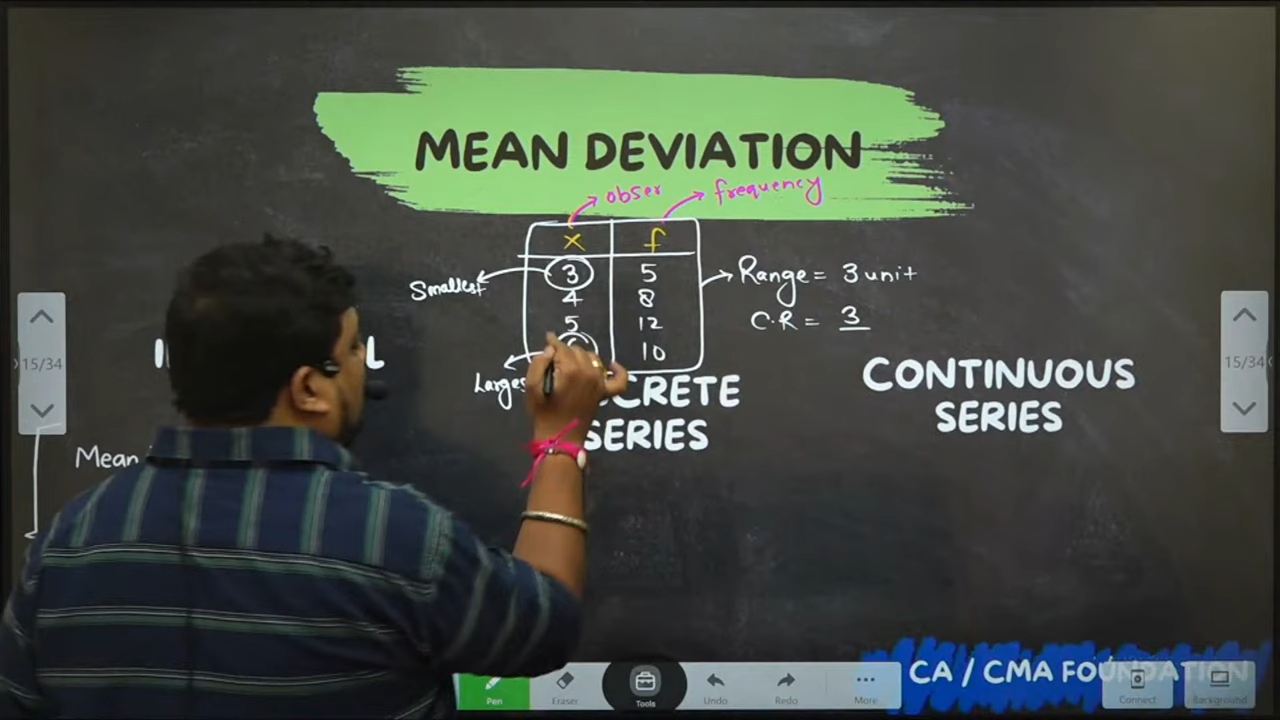 MEAN DEVIATION
obser
frequency
x f
3 5
4 8
5 12
10
Smallest
Larges
Range = 3 unit
C.R = 3
CRETE
SERIES
CONTINUOUS
SERIES
15/34
15/34
Mean
CA / CMA FOUNDATION
Pen
Eraser
Tools
Undo
Redo
More
Connect
Background